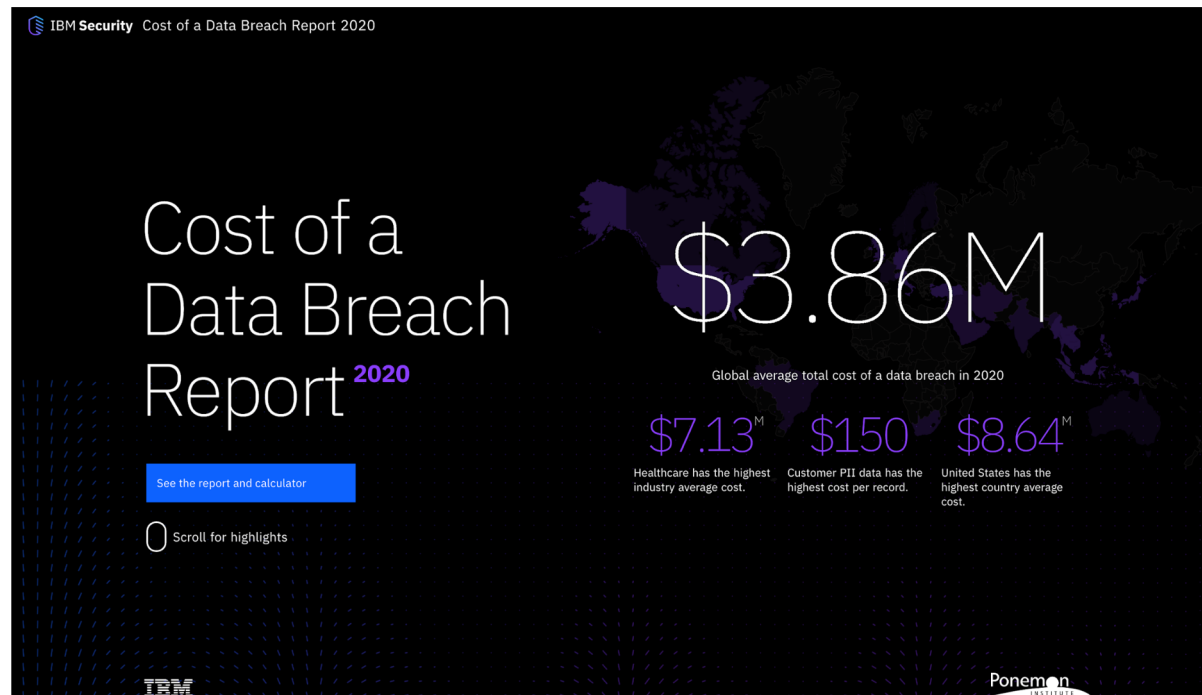 IBM Security Cost of a Data Breach Report 2020
Cost of a
Data Breach
Report 2020
See the report and calculator
Scroll for highlights
$3.86M
Global average total cost of a data breach in 2020
$7.13M
Healthcare has the highest
industry average cost.
$150
Customer PII data has the
highest cost per record.
$8.64M
United States has the
highest country average
cost.
IBM
Ponemon
INSTITUTE